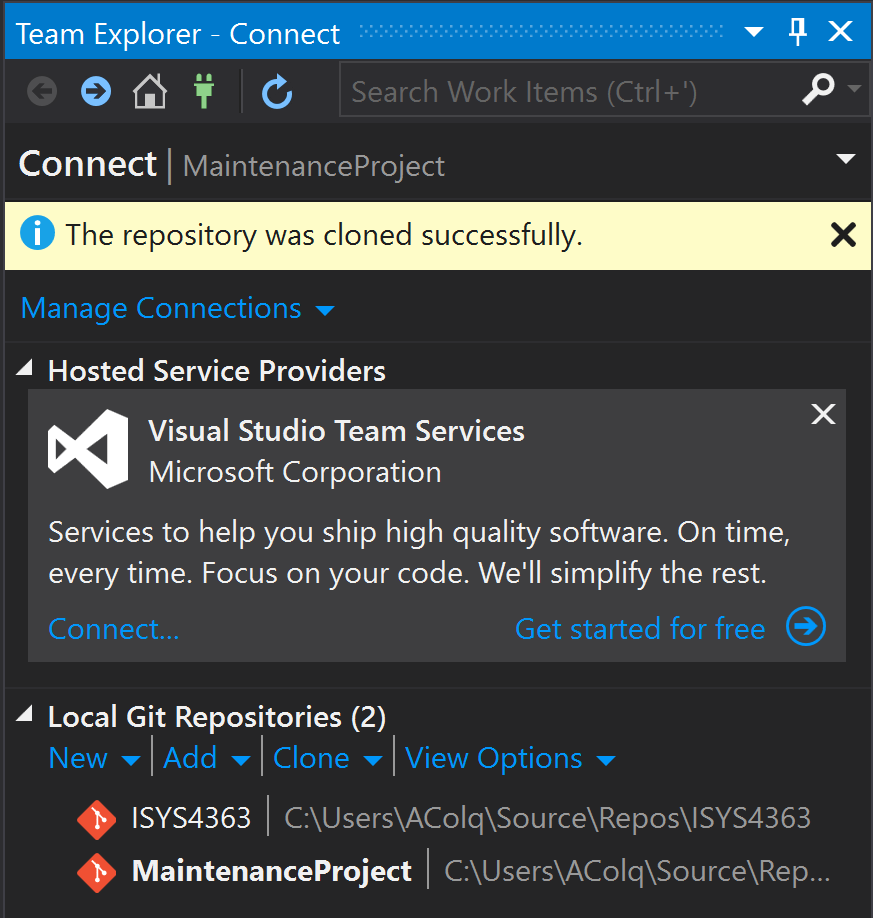 Team Explorer - Connect
Search Work Items (Ctrl+')
Connect | MaintenanceProject
The repository was cloned successfully.
Manage Connections
Hosted Service Providers
Visual Studio Team Services
Microsoft Corporation
Services to help you ship high quality software. On time,
every time. Focus on your code. We'll simplify the rest.
Connect... Get started for free
Local Git Repositories (2)
New | Add | Clone | View Options
ISYS4363 | C:\Users\AColq\Source\Repos\ISYS4363
MaintenanceProject | C:\Users\AColq\Source\Rep...